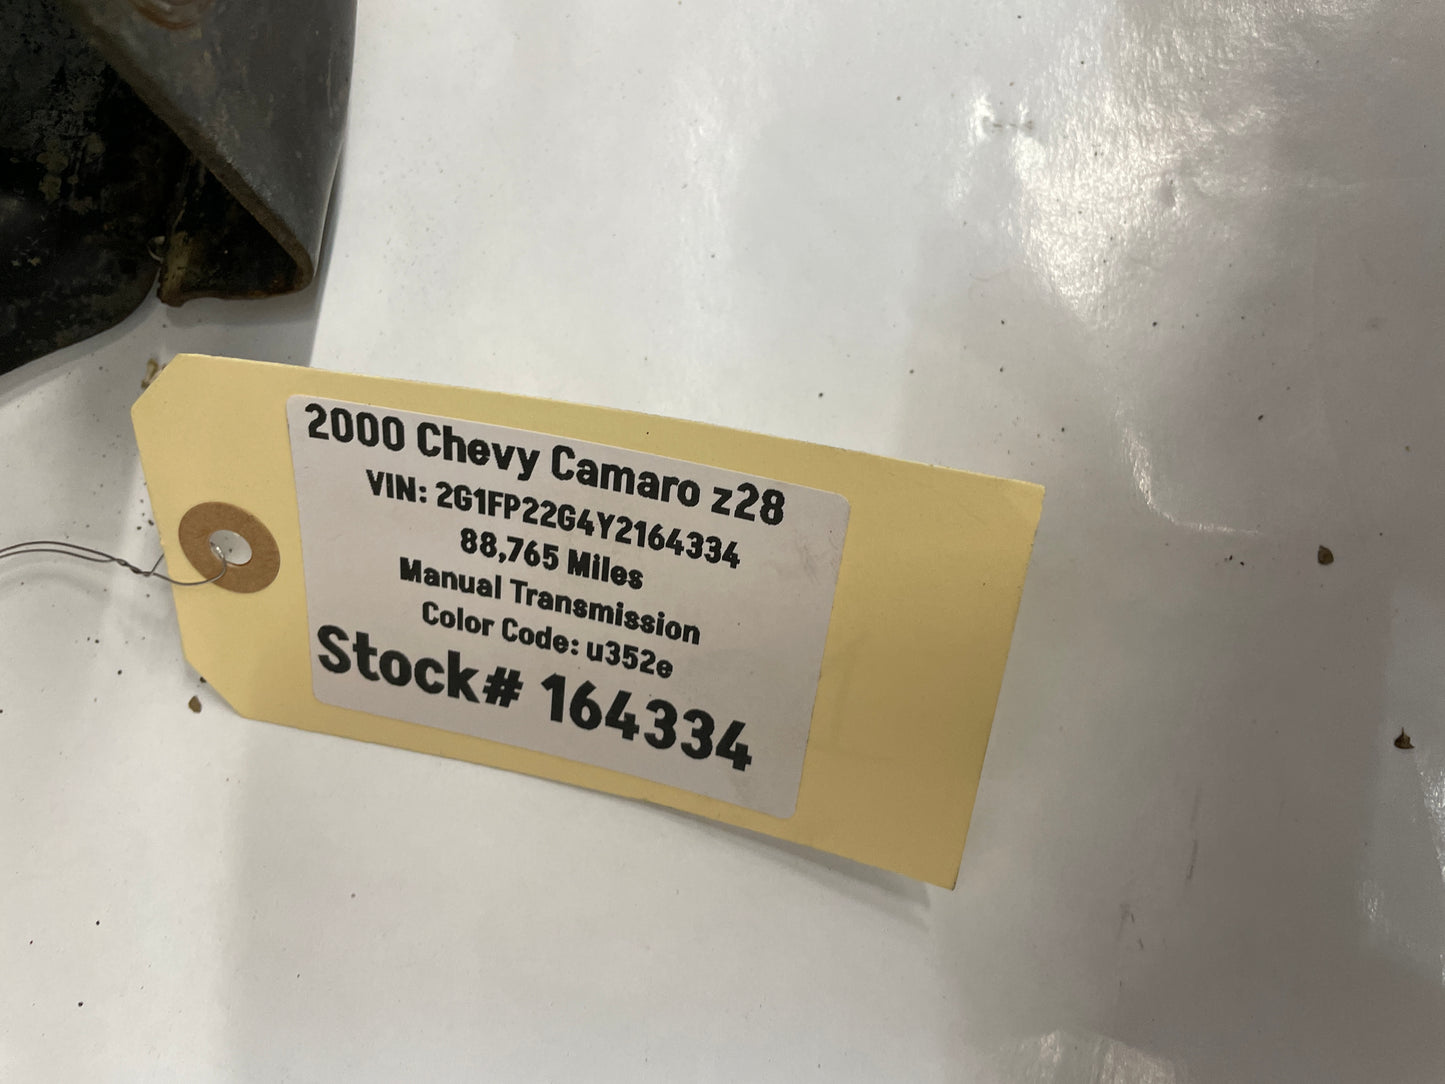 2000 Chevy Camaro z28
VIN: 2G1FP22G4Y2164334
88,765 Miles
Manual Transmission
Color Code: u352e
Stock# 164334